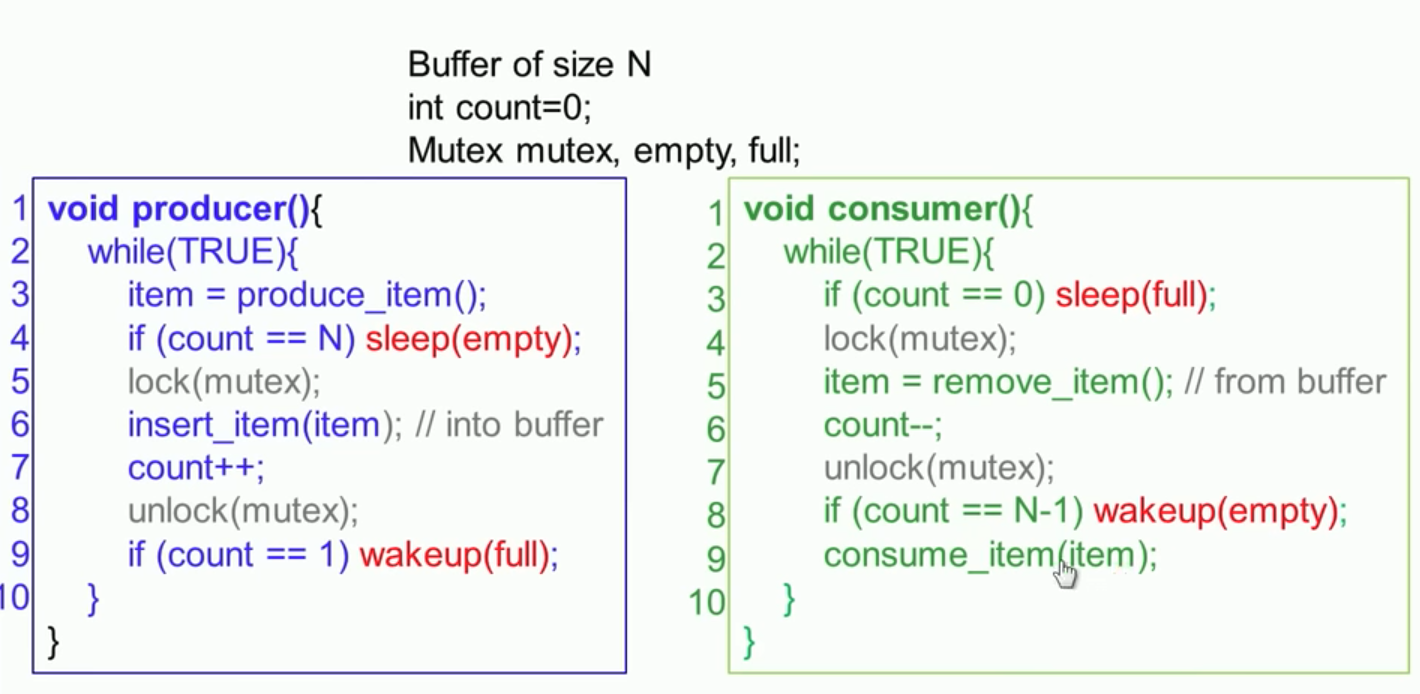 Buffer of size N
int count=0;
Mutex mutex, empty, full;
1 void producer(){
2 while(TRUE){
3 item = produce_item();
4 if (count == N) sleep(empty);
5 lock(mutex);
6 insert_item(item); // into buffer
7 count++;
8 unlock(mutex);
9 if (count == 1) wakeup(full);
10 }
}
1 void consumer(){
2 while(TRUE){
3 if (count == 0) sleep(full);
4 lock(mutex);
5 item = remove_item(); // from buffer
6 count--;
7 unlock(mutex);
8 if (count == N-1) wakeup(empty);
9 consume_item(item);
10 }
}